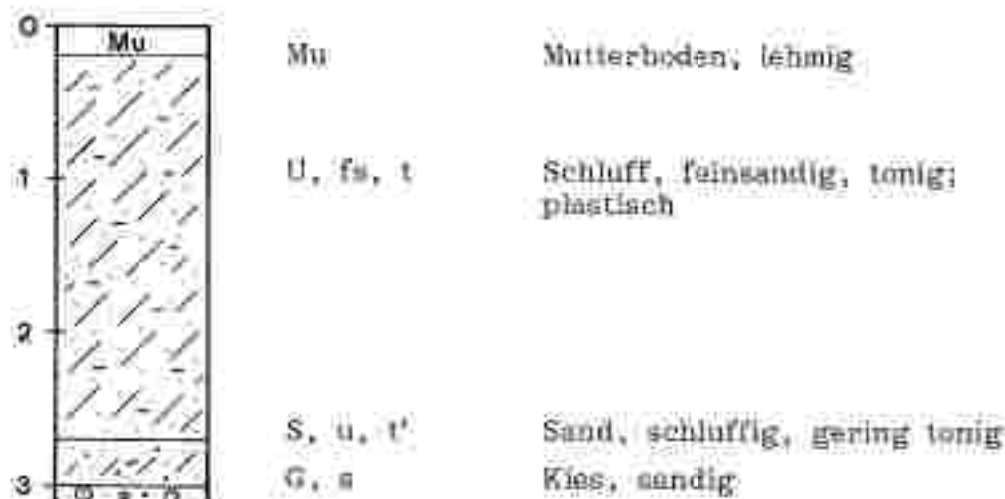 0
Mu Mu Mutterboden, lehmig
1 U, fs, t Schluff, feinsandig, tonig;
plastisch
2
S, u, t' Sand, schluffig, gering tonig
3 G, s Kies, sandig